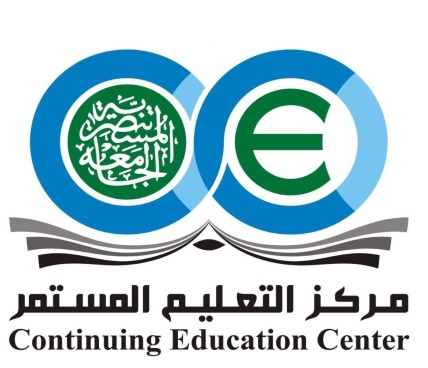 الجامعة المستنصرية
E
مركز التعليم المستمر
Continuing Education Center